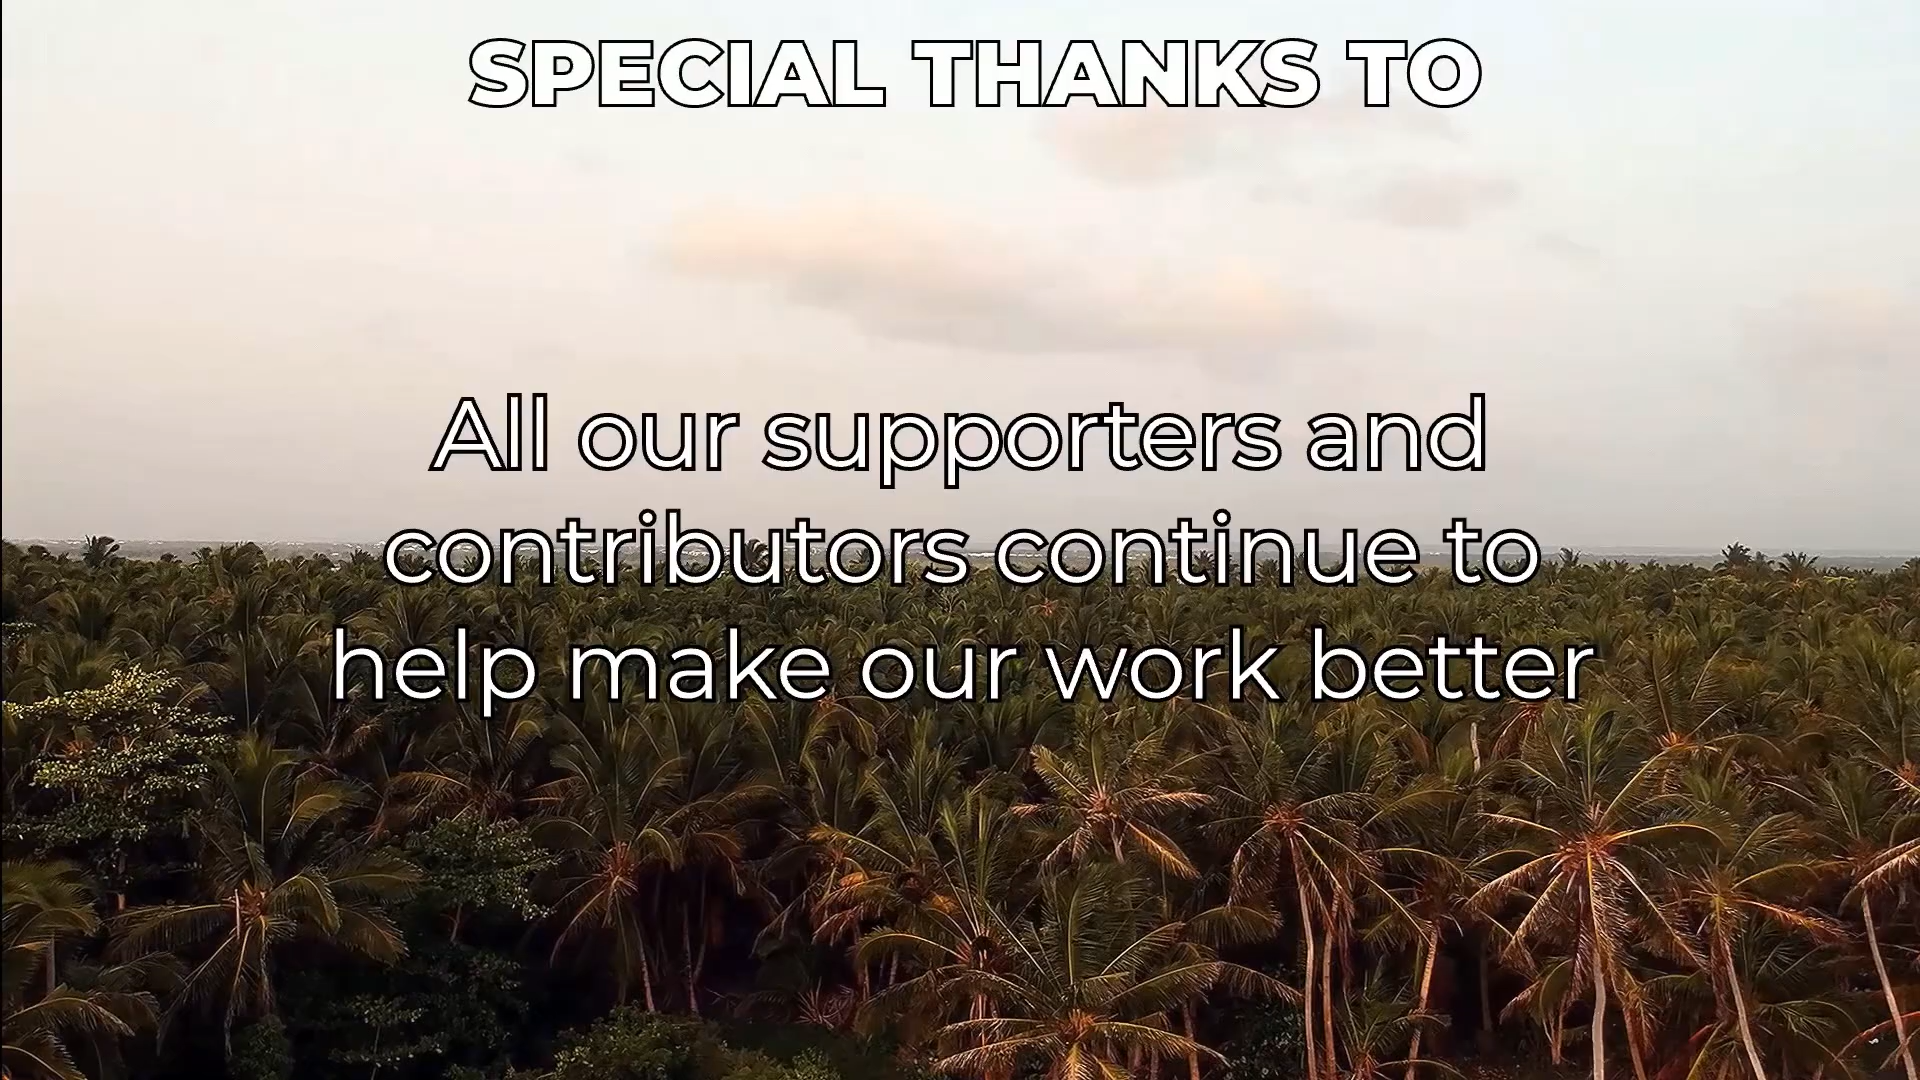 SPECIAL THANKS TO
All our supporters and
contributors continue to
help make our work better